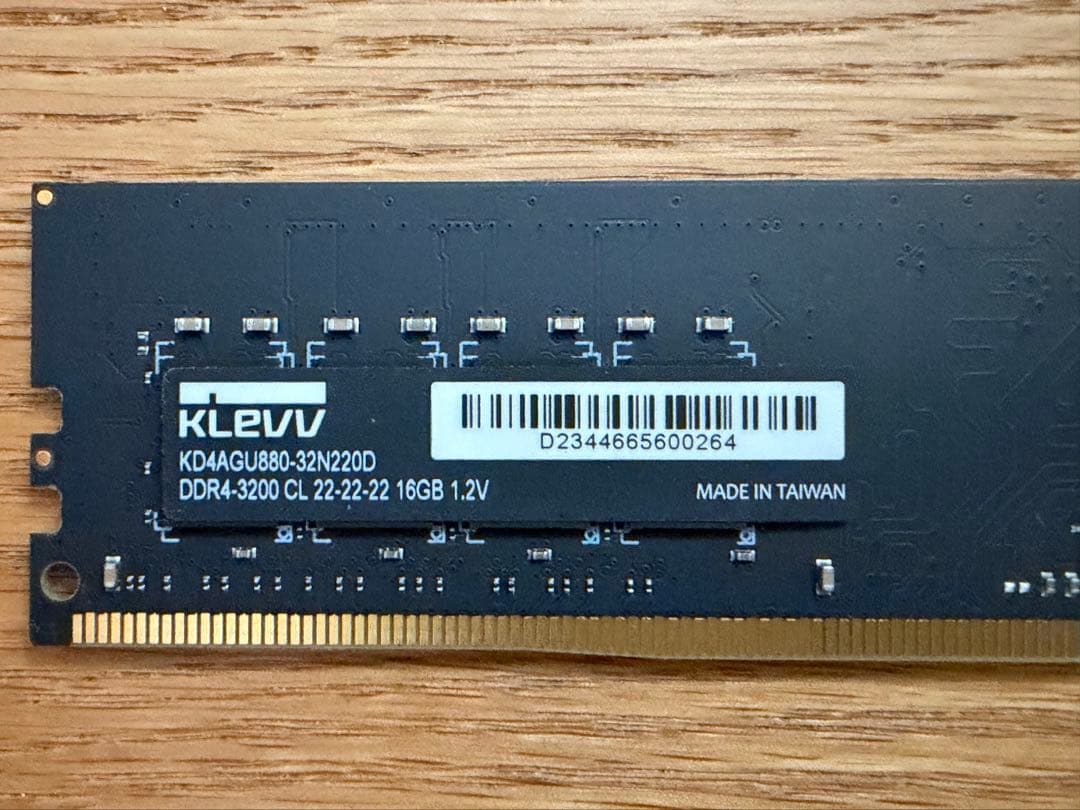 KLEVV
D2344665600264
KD4AGU880-32N220D
DDR4-3200 CL 22-22-22 16GB 1.2V
MADE IN TAIWAN